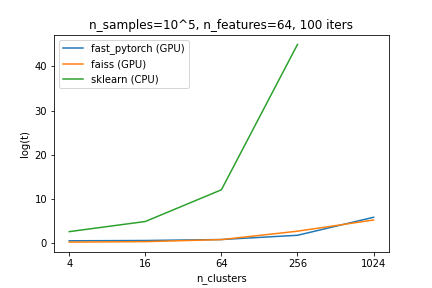 n_samples=10^5, n_features=64, 100 iters
fast_pytorch (GPU)
faiss (GPU)
sklearn (CPU)
log(t)
40
30
20
10
0
4 16 64 256 1024
n_clusters